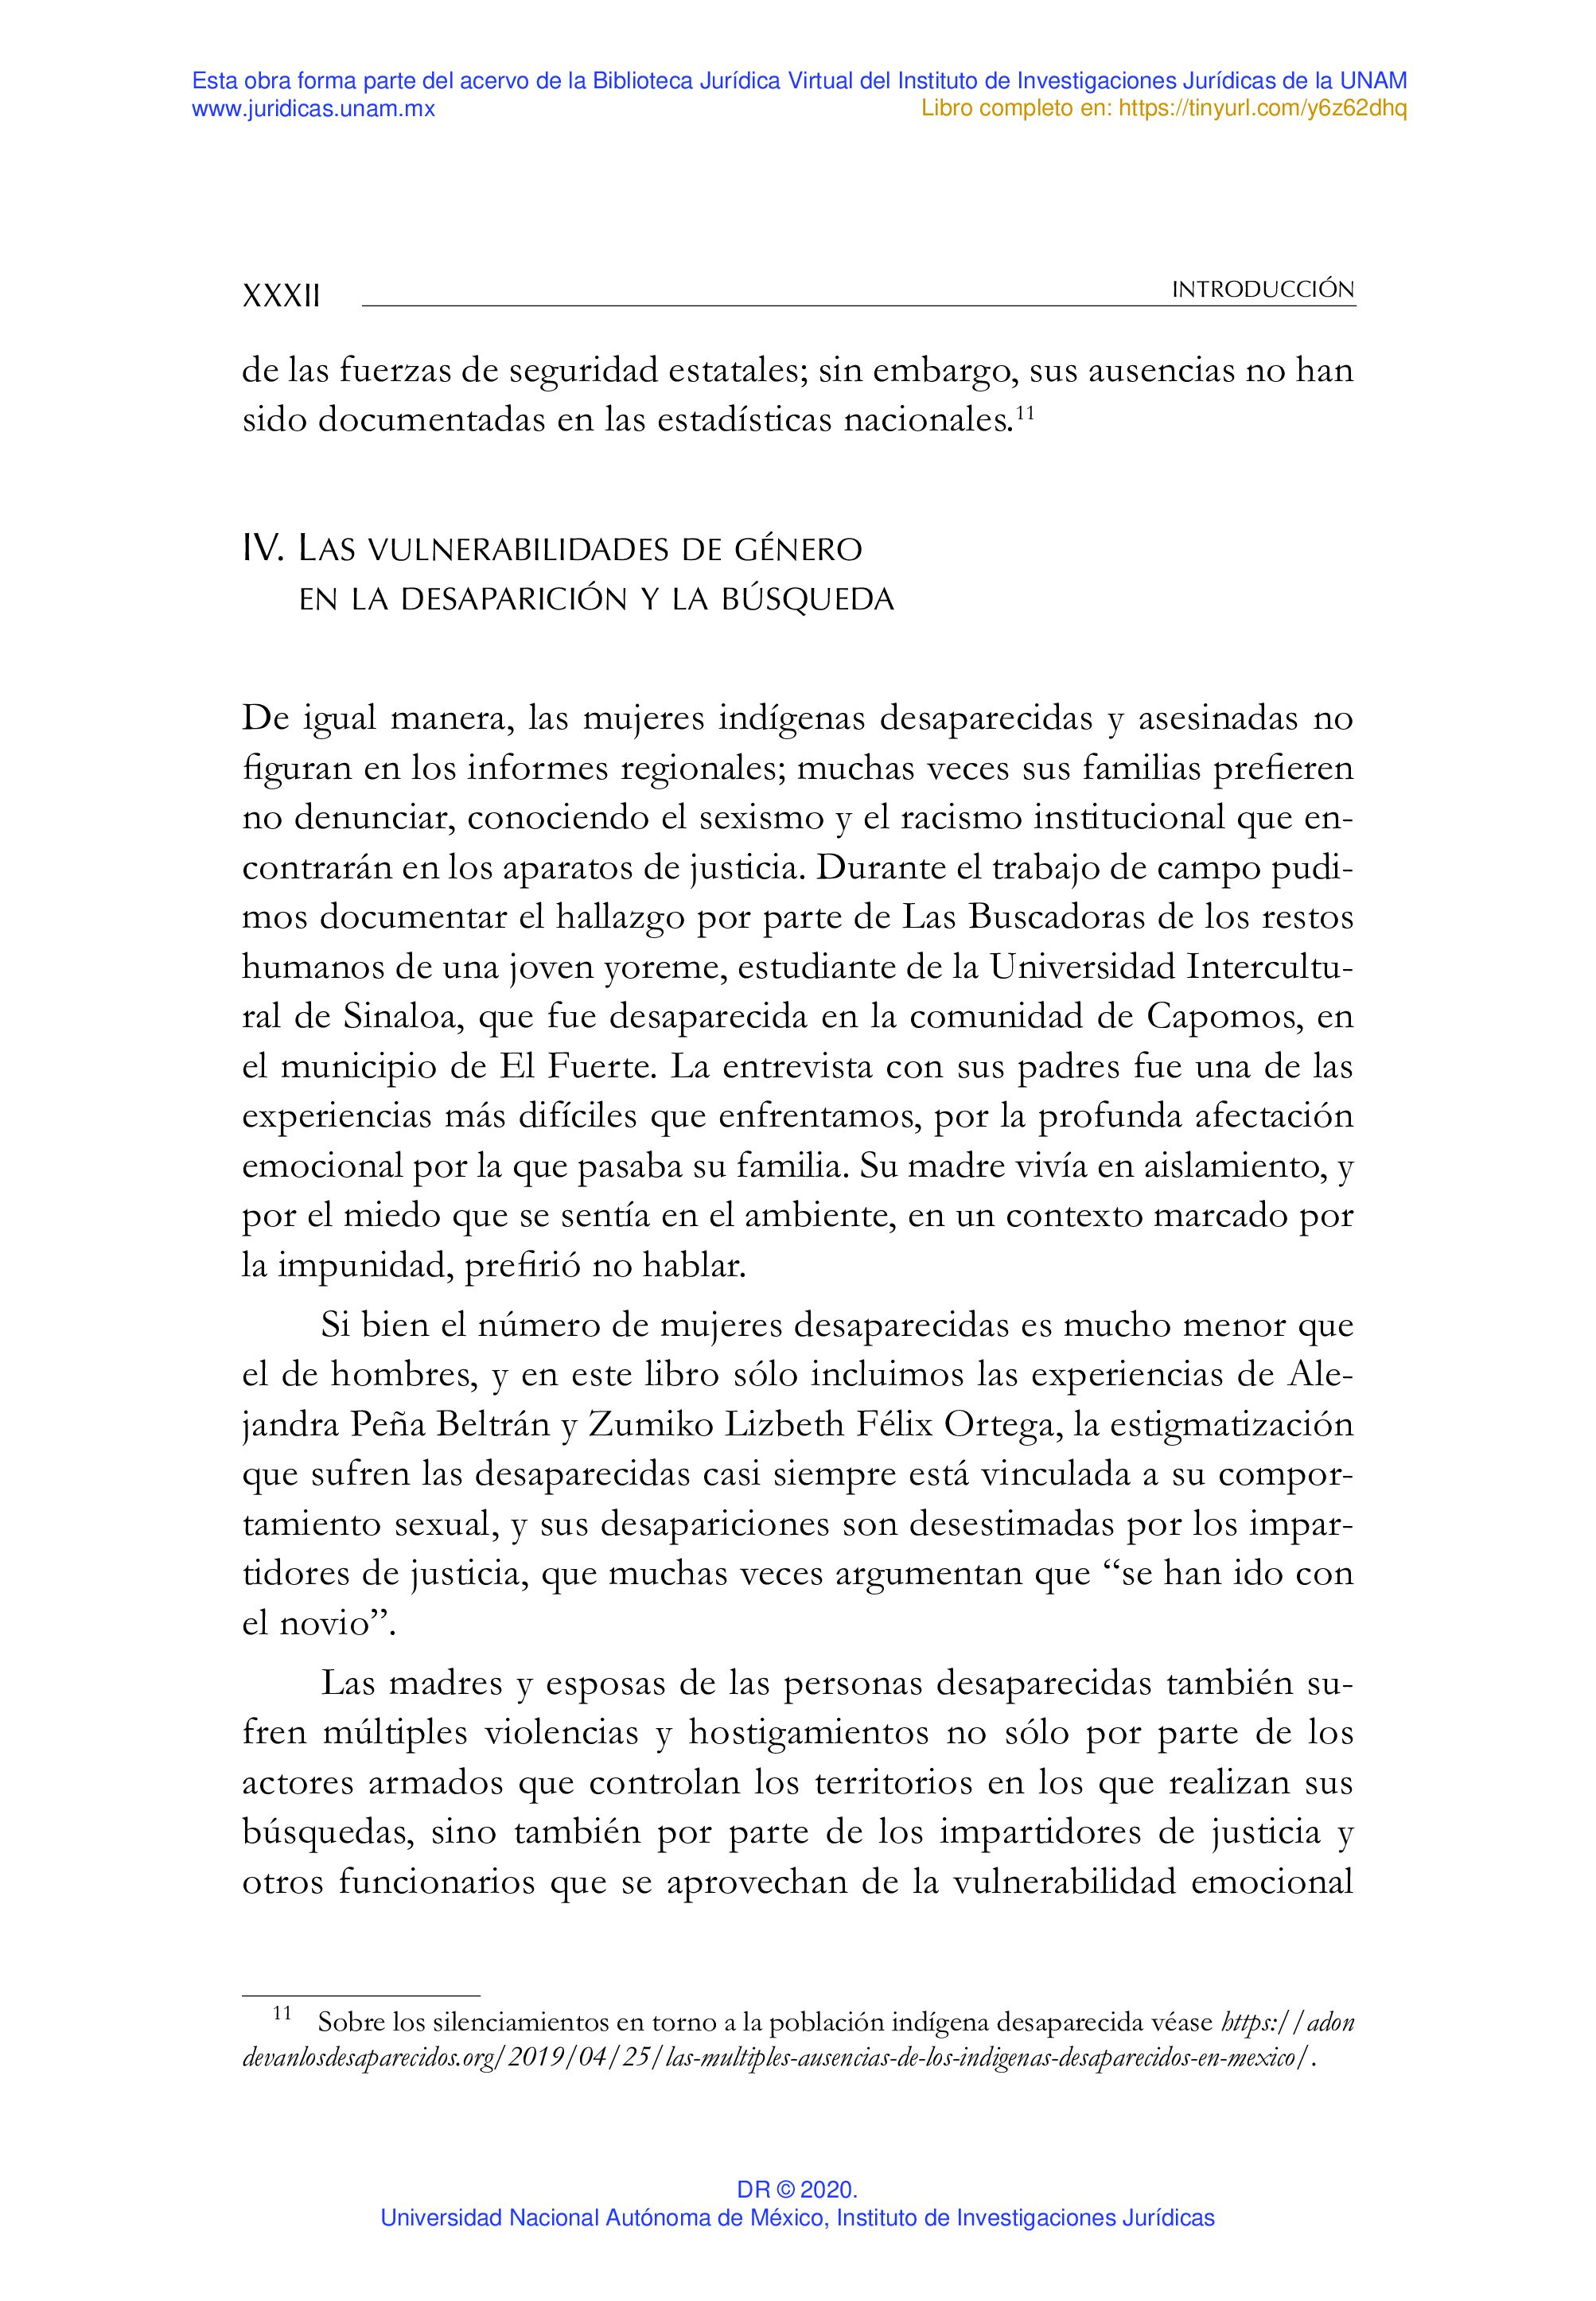 Esta obra forma parte del acervo de la Biblioteca Jurídica Virtual del Instituto de Investigaciones Jurídicas de la UNAM
www.juridicas.unam.mx
Libro completo en: https://tinyurl.com/y6z62dhq
XXXII
INTRODUCCIÓN
de las fuerzas de seguridad estatales; sin embargo, sus ausencias no han
sido documentadas en las estadísticas nacionales.11
IV. LAS VULNERABILIDADES DE GÉNERO
EN LA DESAPARICIÓN Y LA BÚSQUEDA
De igual manera, las mujeres indígenas desaparecidas y asesinadas no
figuran en los informes regionales; muchas veces sus familias prefieren
no denunciar, conociendo el sexismo y el racismo institucional que en-
contrarán en los aparatos de justicia. Durante el trabajo de campo pudi-
mos documentar el hallazgo por parte de Las Buscadoras de los restos
humanos de una joven yoreme, estudiante de la Universidad Intercultu-
ral de Sinaloa, que fue desaparecida en la comunidad de Capomos, en
el municipio de El Fuerte. La entrevista con sus padres fue una de las
experiencias más difíciles que enfrentamos, por la profunda afectación
emocional por la que pasaba su familia. Su madre vivía en aislamiento, y
por el miedo que se sentía en el ambiente, en un contexto marcado por
la impunidad, prefirió no hablar.
Si bien el número de mujeres desaparecidas es mucho menor que
el de hombres, y en este libro sólo incluimos las experiencias de Ale-
jandra Peña Beltrán y Zumiko Lizbeth Félix Ortega, la estigmatización
que sufren las desaparecidas casi siempre está vinculada a su compor-
tamiento sexual, y sus desapariciones son desestimadas por los impar-
tidores de justicia, que muchas veces argumentan que “se han ido con
el novio”.
Las madres y esposas de las personas desaparecidas también su-
fren múltiples violencias y hostigamientos no sólo por parte de los
actores armados que controlan los territorios en los que realizan sus
búsquedas, sino también por parte de los impartidores de justicia y
otros funcionarios que se aprovechan de la vulnerabilidad emocional
11 Sobre los silenciamientos en torno a la población indígena desaparecida véase https://adon
devanlosdesaparecidos.org/2019/04/25/las-multiples-ausencias-de-los-indigenas-desaparecidos-en-mexico/.
DR © 2020.
Universidad Nacional Autónoma de México, Instituto de Investigaciones Jurídicas